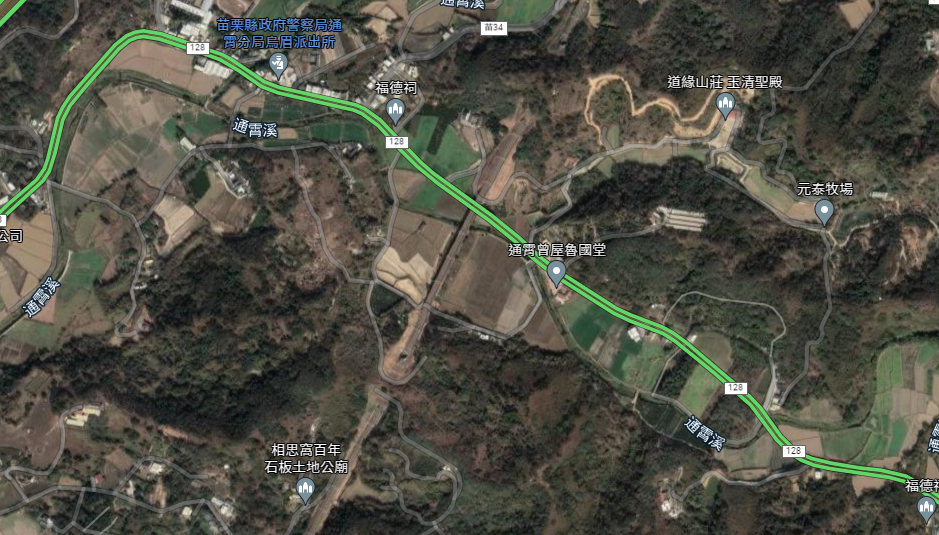 通霄溪
苗栗縣政府警察局通
霄分局烏眉派出所
苗34
128
福德祠
道緣山莊 玉清聖殿
通霄溪
128
元泰牧場
公司
通霄曾屋魯國堂
通霄溪
128
通霄溪
相思窩百年
石板土地公廟
128
福德祠